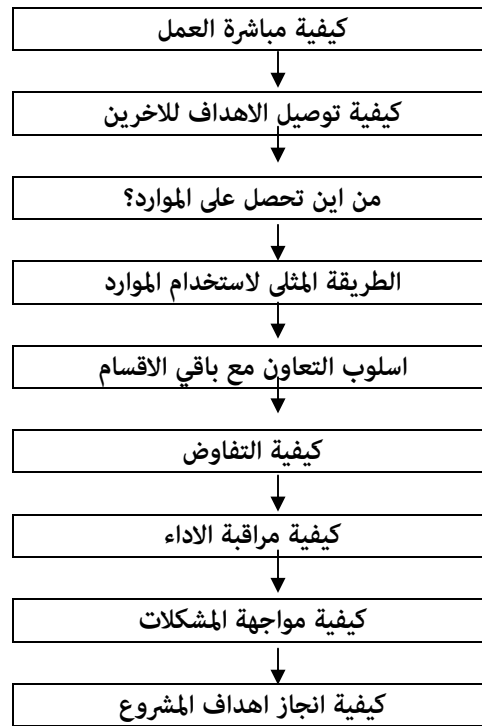 كيفية مباشرة العمل
كيفية توصيل الاهداف للاخرين
من اين تحصل على الموارد؟
الطريقة المثلى لاستخدام الموارد
اسلوب التعاون مع باقي الاقسام
كيفية التفاوض
كيفية مراقبة الاداء
كيفية مواجهة المشكلات
كيفية انجاز اهداف المشروع